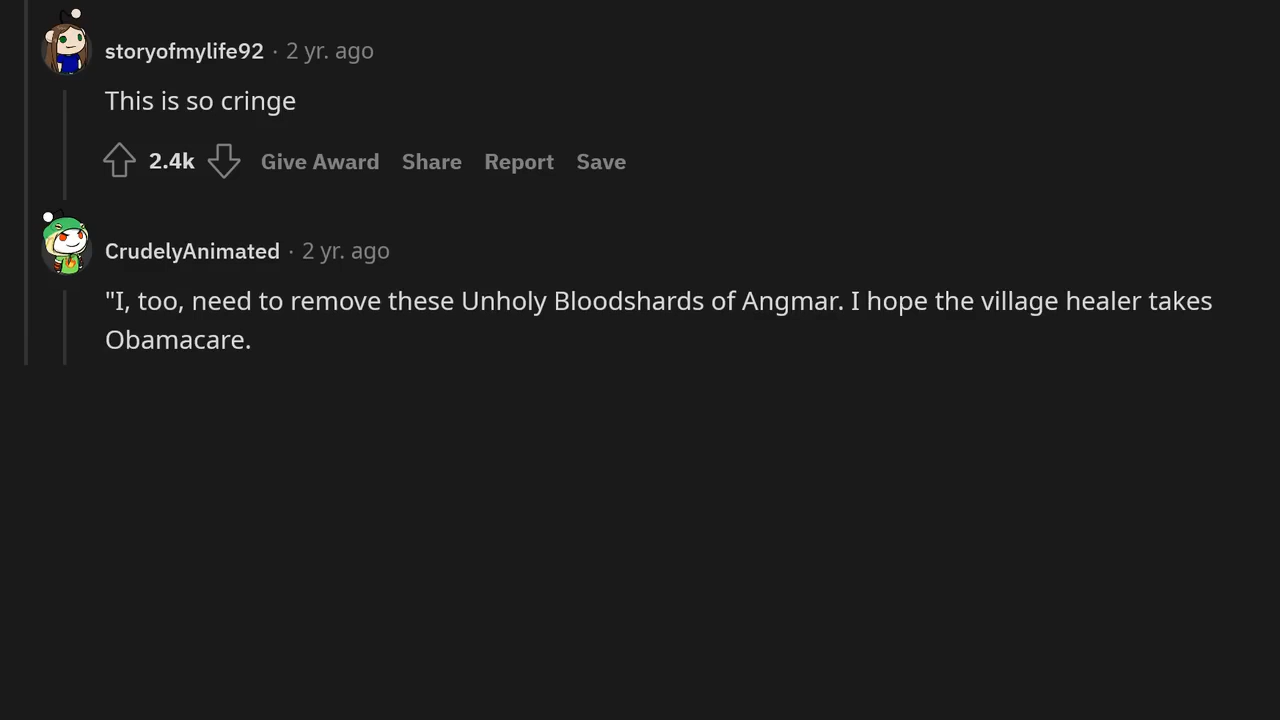 storyofmylife92 · 2 yr. ago
This is so cringe
2.4k Give Award Share Report Save
CrudelyAnimated · 2 yr. ago
"I, too, need to remove these Unholy Bloodshards of Angmar. I hope the village healer takes
Obamacare.